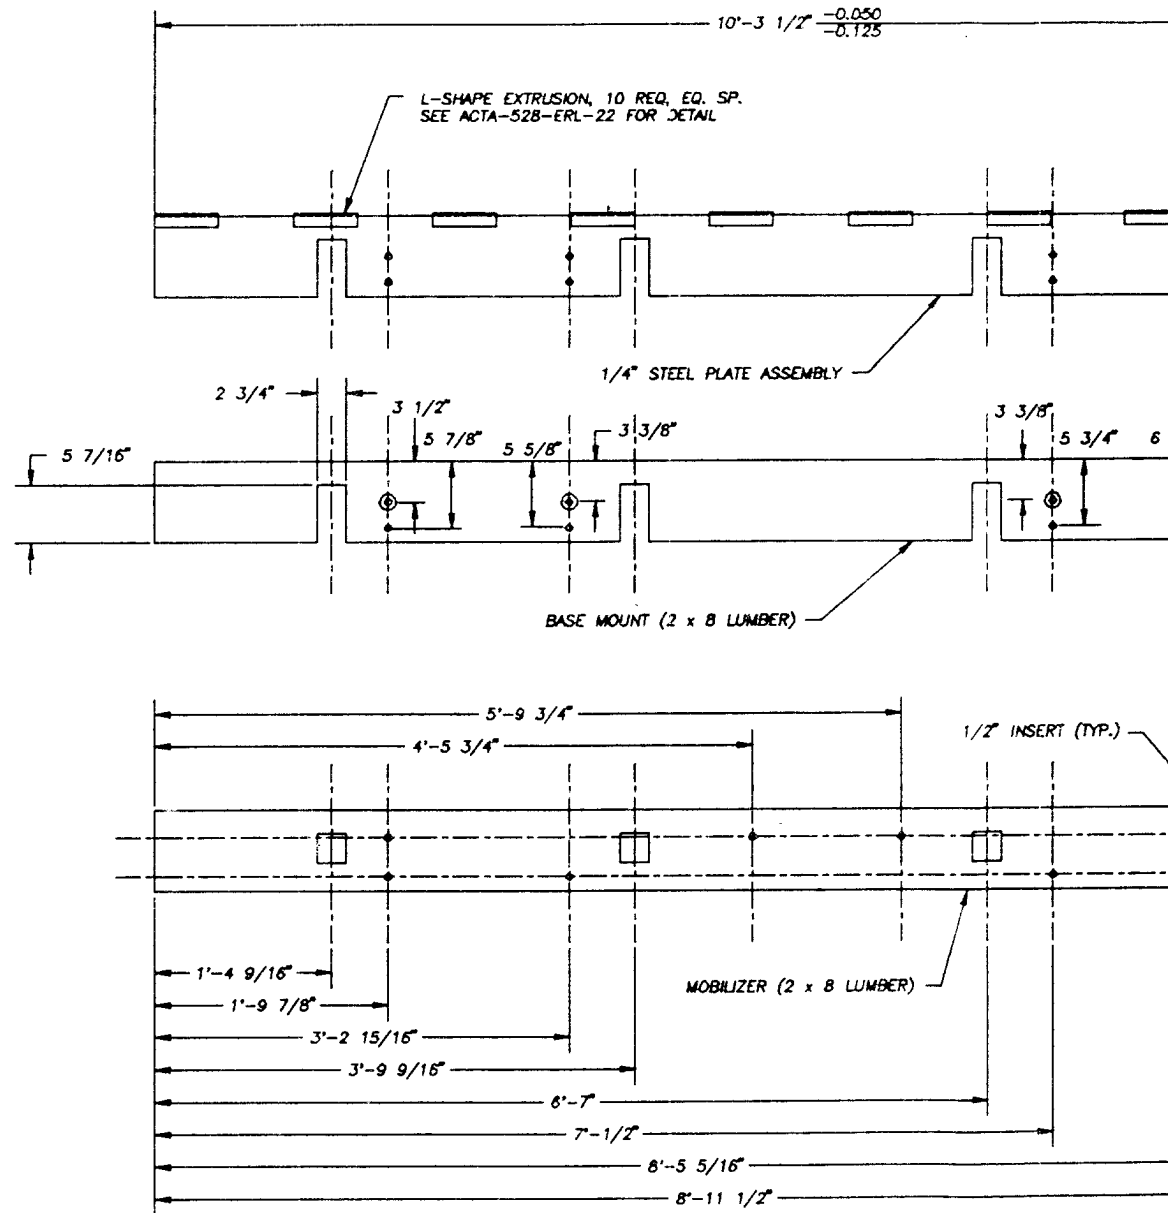 10'-3 1/2" -0.050
-0.125
L-SHAPE EXTRUSION, 10 REQ, EQ. SP.
SEE ACTA-528-ERL-22 FOR DETAIL
1/4" STEEL PLATE ASSEMBLY
2 3/4"
3 1/2"
5 7/8"
5 5/8"
3 3/8"
3 3/8"
5 3/4"
6
5 7/16"
BASE MOUNT (2 x 8 LUMBER)
5'-9 3/4"
4'-5 3/4"
1/2" INSERT (TYP.)
1'-4 9/16"
MOBILIZER (2 x 8 LUMBER)
1'-9 7/8"
3'-2 15/16"
3'-9 9/16"
6'-7"
7'-1/2"
8'-5 5/16"
8'-11 1/2"